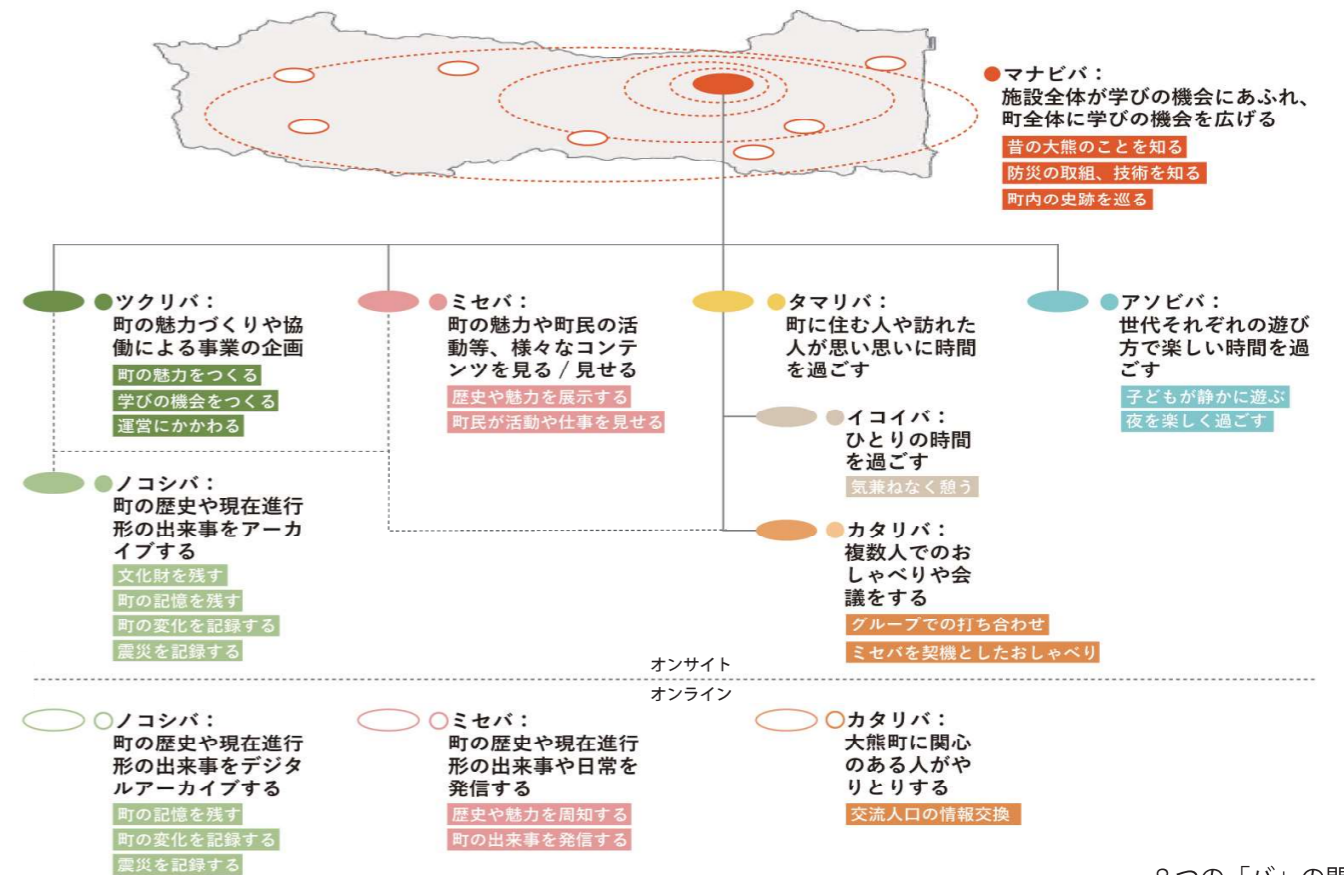 ●マナビバ：
施設全体が学びの機会にあふれ、
町全体に学びの機会を広げる
昔の大熊のことを知る
防災の取組、技術を知る
町内の史跡を巡る
●ツクリバ：
町の魅力づくりや協
働による事業の企画
町の魅力をつくる
学びの機会をつくる
運営にかかわる
●ミセバ：
町の魅力や町民の活
動等、様々なコンテ
ンツを見る / 見せる
歴史や魅力を展示する
町民が活動や仕事を見せる
●タマリバ：
町に住む人や訪れた
人が思い思いに時間
を過ごす
●アソビバ：
世代それぞれの遊び
方で楽しい時間を過
ごす
子どもが静かに遊ぶ
夜を楽しく過ごす
●イコイバ：
ひとりの時間
を過ごす
気兼ねなく憩う
●ノコシバ：
町の歴史や現在進行
形の出来事をアーカ
イブする
文化財を残す
町の記憶を残す
町の変化を記録する
震災を記録する
●カタリバ：
複数人でのお
しゃべりや会
議をする
グループでの打ち合わせ
ミセバを契機としたおしゃべり
オンサイト
オンライン
○ノコシバ：
町の歴史や現在進行
形の出来事をデジタ
ルアーカイブする
町の記憶を残す
町の変化を記録する
震災を記録する
○ミセバ：
町の歴史や現在進行
形の出来事や日常を
発信する
歴史や魅力を周知する
町の出来事を発信する
○カタリバ：
大熊町に関心
のある人がや
りとりする
交流人口の情報交換